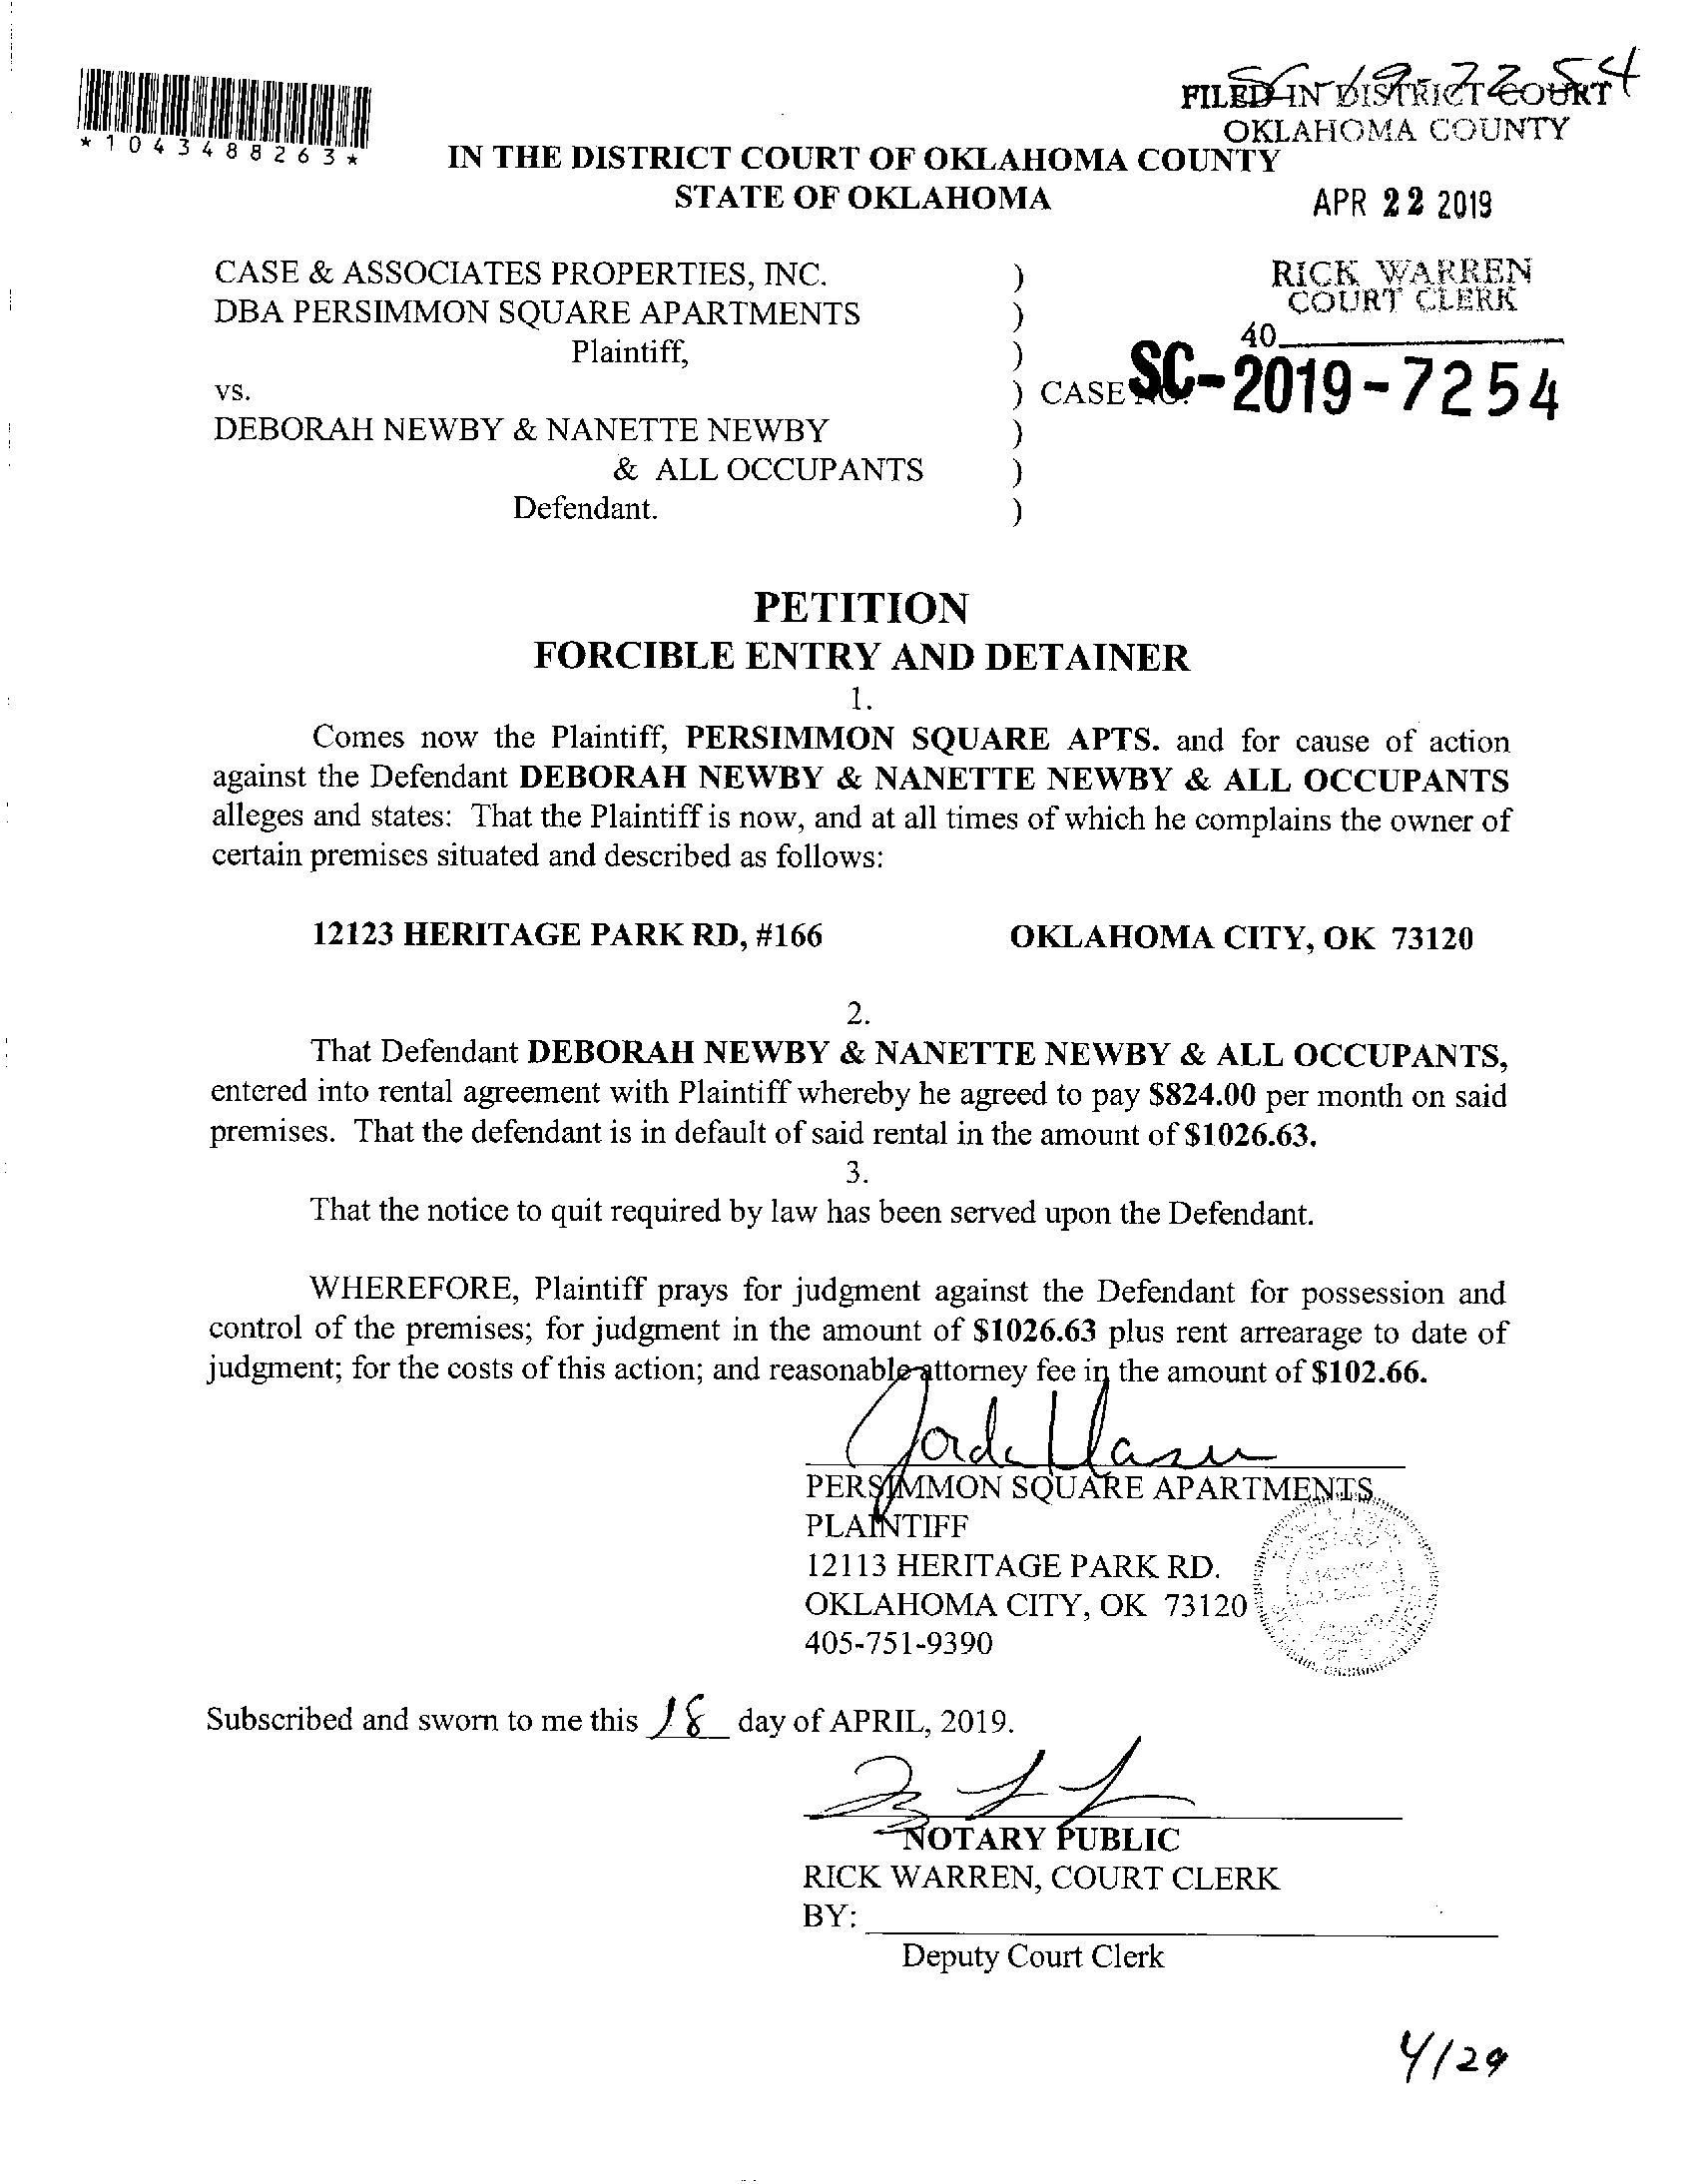 SC-19-7254
FILED IN DISTRICT COURT
OKLAHOMA COUNTY
*1043488263*
IN THE DISTRICT COURT OF OKLAHOMA COUNTY
STATE OF OKLAHOMA
APR 22 2019
CASE & ASSOCIATES PROPERTIES, INC. )
RICK WARREN
COURT CLERK
DBA PERSIMMON SQUARE APARTMENTS )
40
Plaintiff, )
vs. ) CASE NO. SC-2019-7254
DEBORAH NEWBY & NANETTE NEWBY )
& ALL OCCUPANTS )
Defendant. )
PETITION
FORCIBLE ENTRY AND DETAINER
1.
Comes now the Plaintiff, PERSIMMON SQUARE APTS. and for cause of action
against the Defendant DEBORAH NEWBY & NANETTE NEWBY & ALL OCCUPANTS
alleges and states: That the Plaintiff is now, and at all times of which he complains the owner of
certain premises situated and described as follows:
12123 HERITAGE PARK RD, #166 OKLAHOMA CITY, OK 73120
2.
That Defendant DEBORAH NEWBY & NANETTE NEWBY & ALL OCCUPANTS,
entered into rental agreement with Plaintiff whereby he agreed to pay $824.00 per month on said
premises. That the defendant is in default of said rental in the amount of $1026.63.
3.
That the notice to quit required by law has been served upon the Defendant.
WHEREFORE, Plaintiff prays for judgment against the Defendant for possession and
control of the premises; for judgment in the amount of $1026.63 plus rent arrearage to date of
judgment; for the costs of this action; and reasonable attorney fee in the amount of $102.66.
PERSIMMON SQUARE APARTMENTS
PLAINTIFF
12113 HERITAGE PARK RD.
OKLAHOMA CITY, OK 73120
405-751-9390
Subscribed and sworn to me this 18 day of APRIL, 2019.
NOTARY PUBLIC
RICK WARREN, COURT CLERK
BY:
Deputy Court Clerk
4/29